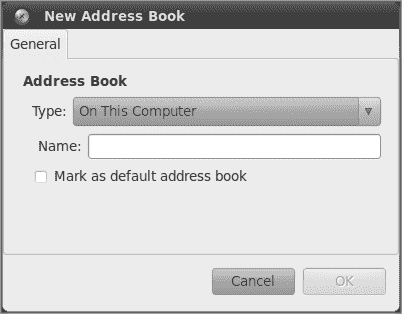 New Address Book
General
Address Book
Type: On This Computer
Name:
Mark as default address book
Cancel OK